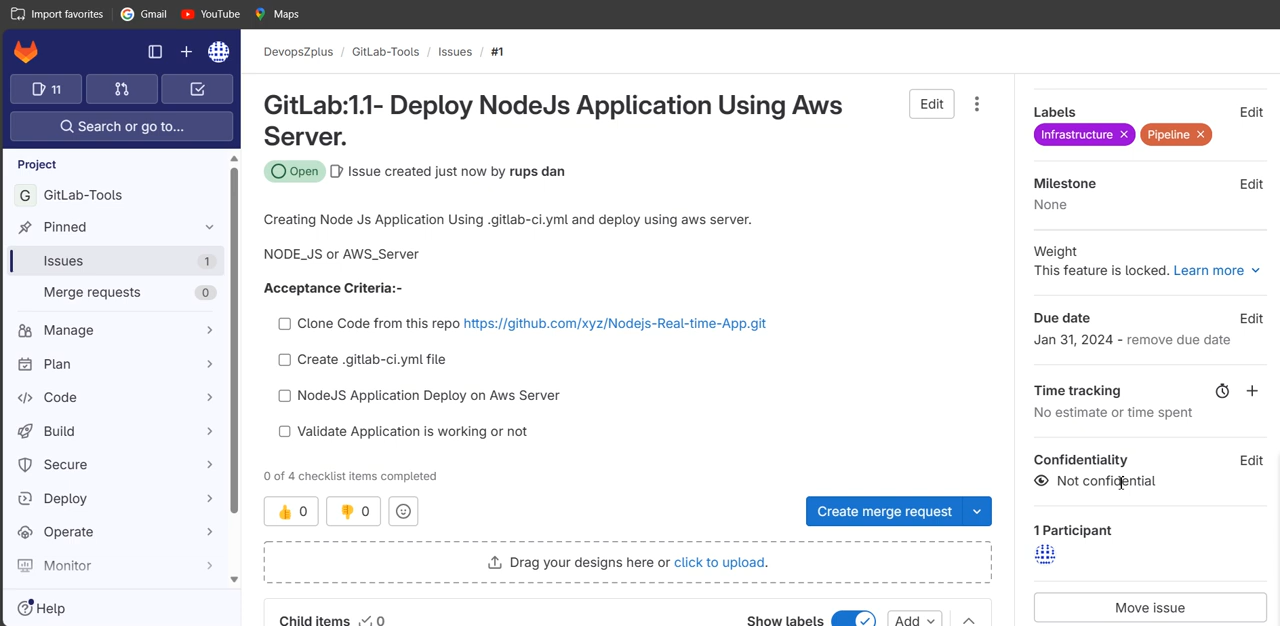 Import favorites Gmail YouTube Maps
11
Search or go to...
Project
G GitLab-Tools
Pinned
Issues 1
Merge requests 0
Manage
Plan
Code
Build
Secure
Deploy
Operate
Monitor
Help
DevopsZplus / GitLab-Tools / Issues / #1
GitLab:1.1- Deploy NodeJs Application Using Aws
Server.
Edit
Open Issue created just now by rups dan
Creating Node Js Application Using .gitlab-ci.yml and deploy using aws server.
NODE_JS or AWS_Server
Acceptance Criteria:-
Clone Code from this repo https://github.com/xyz/Nodejs-Real-time-App.git
Create .gitlab-ci.yml file
NodeJS Application Deploy on Aws Server
Validate Application is working or not
0 of 4 checklist items completed
0 0
Create merge request
Drag your designs here or click to upload.
Child items 0 Show labels Add
Labels Edit
Infrastructure × Pipeline ×
Milestone Edit
None
Weight
This feature is locked. Learn more
Due date Edit
Jan 31, 2024 - remove due date
Time tracking
No estimate or time spent
Confidentiality Edit
Not confidential
1 Participant
Move issue